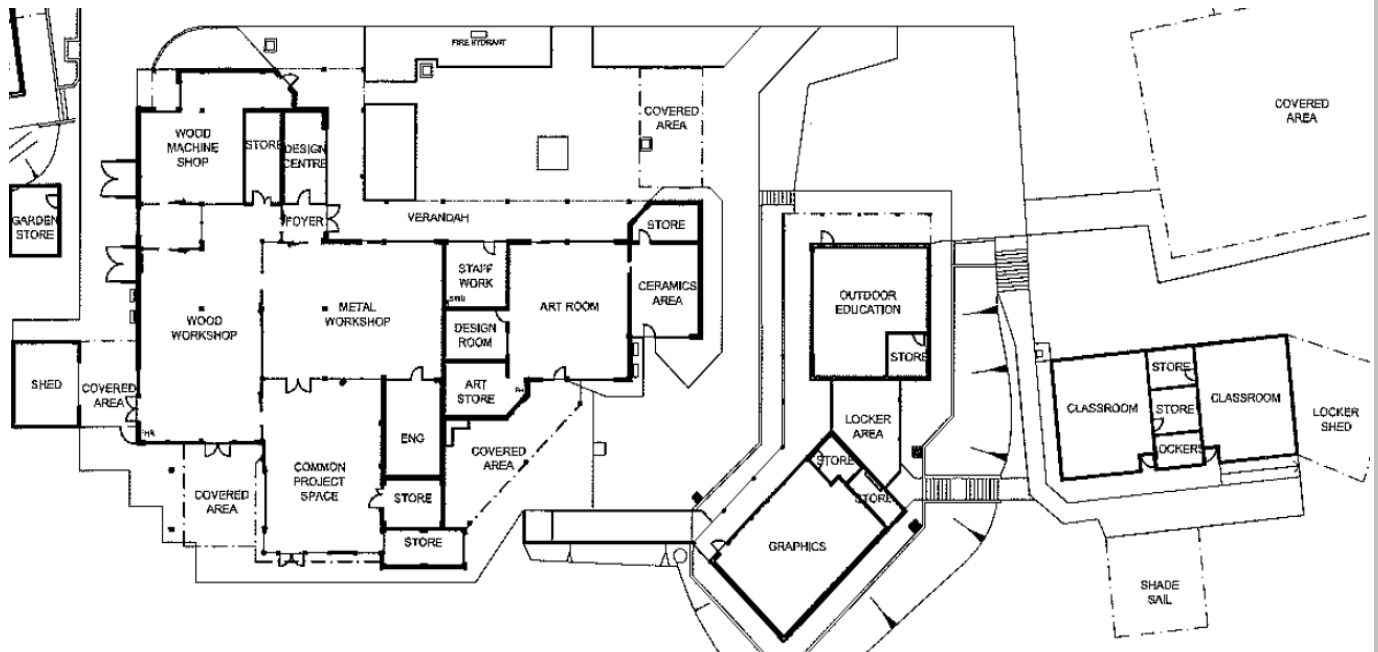 FIRE HYDRANT
COVERED
AREA
COVERED
AREA
WOOD
MACHINE
SHOP
STORE
DESIGN
CENTRE
GARDEN
STORE
FOYER
VERANDAH
STORE
STAFF
WORK
SWB
ART ROOM
CERAMICS
AREA
OUTDOOR
EDUCATION
STORE
METAL
WORKSHOP
WOOD
WORKSHOP
DESIGN
ROOM
SHED
COVERED
AREA
ART
STORE
FH
FHR
ENG
COVERED
AREA
COMMON
PROJECT
SPACE
COVERED
AREA
STORE
STORE
LOCKER
AREA
STORE
STORE
GRAPHICS
CLASSROOM
STORE
STORE
LOCKERS
CLASSROOM
LOCKER
SHED
SHADE
SAIL